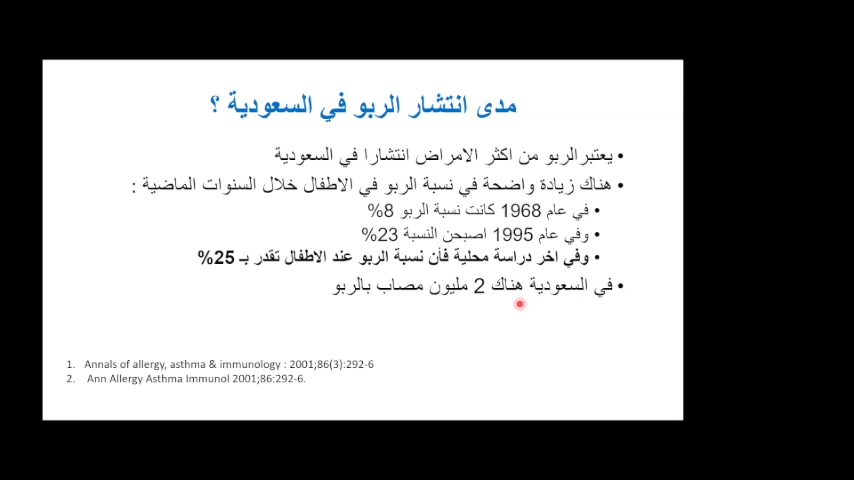 مدى انتشار الربو في السعودية ؟
• يعتبرالربو من اكثر الامراض انتشارا في السعودية
• هناك زيادة واضحة في نسبة الربو في الاطفال خلال السنوات الماضية :
• في عام 1968 كانت نسبة الربو 8%
• وفي عام 1995 اصبحن النسبة 23%
• وفي اخر دراسة محلية فأن نسبة الربو عند الاطفال تقدر بـ 25%
• في السعودية هناك 2 مليون مصاب بالربو
1. Annals of allergy, asthma & immunology : 2001;86(3):292-6
2. Ann Allergy Asthma Immunol 2001;86:292-6.